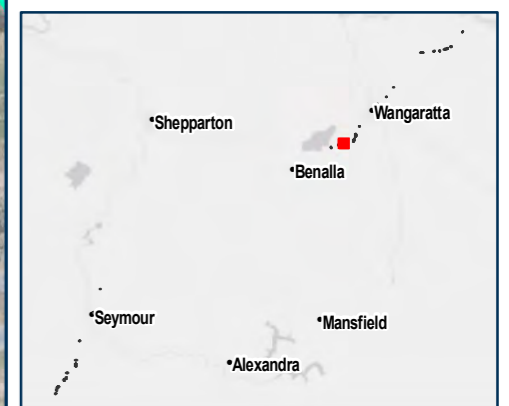 Shepparton
Wangaratta
Benalla
Seymour
Mansfield
Alexandra